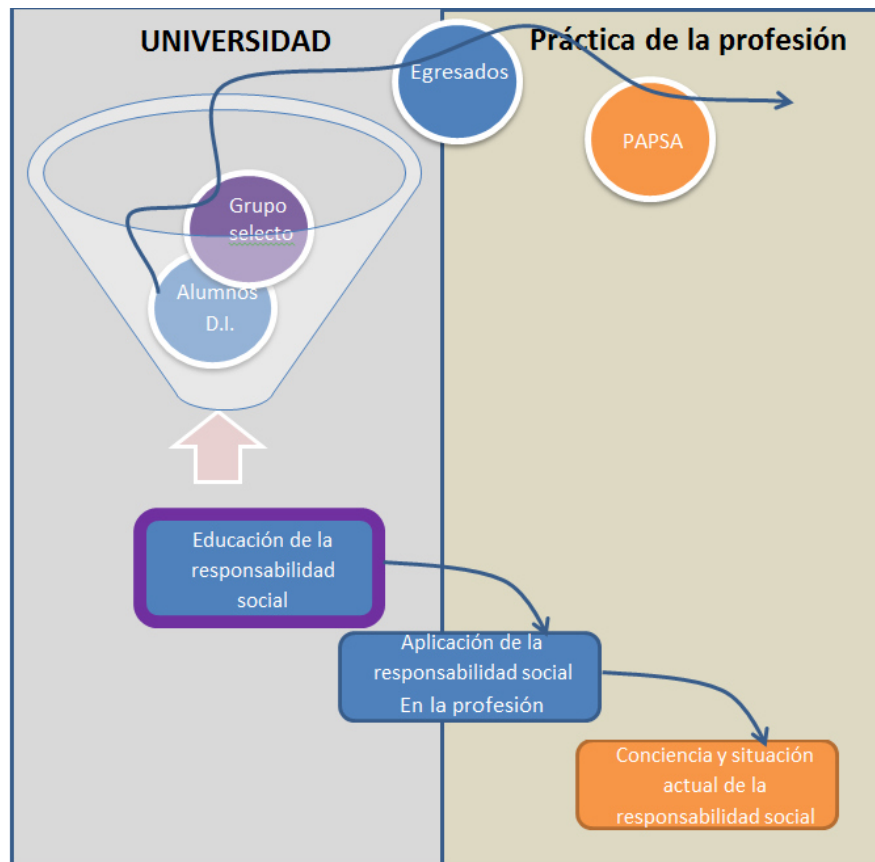 UNIVERSIDAD
Práctica de la profesión
Egresados
PAPSA
Grupo
selecto
Alumnos
D.I.
Educación de la
responsabilidad
social
Aplicación de la
responsabilidad social
En la profesión
Conciencia y situación
actual de la
responsabilidad social